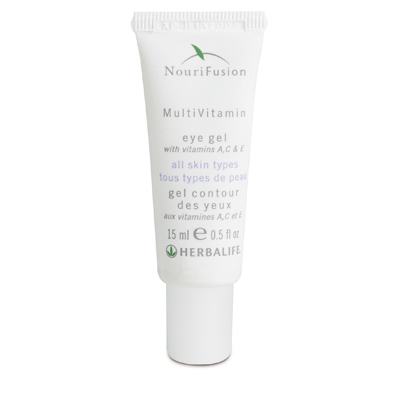 NouriFusion
MultiVitamin
eye gel
with vitamins A,C & E
all skin types
tous types de peau
gel contour
des yeux
aux vitamines A,C et E
15 ml ℮ 0.5 fl oz
HERBALIFE